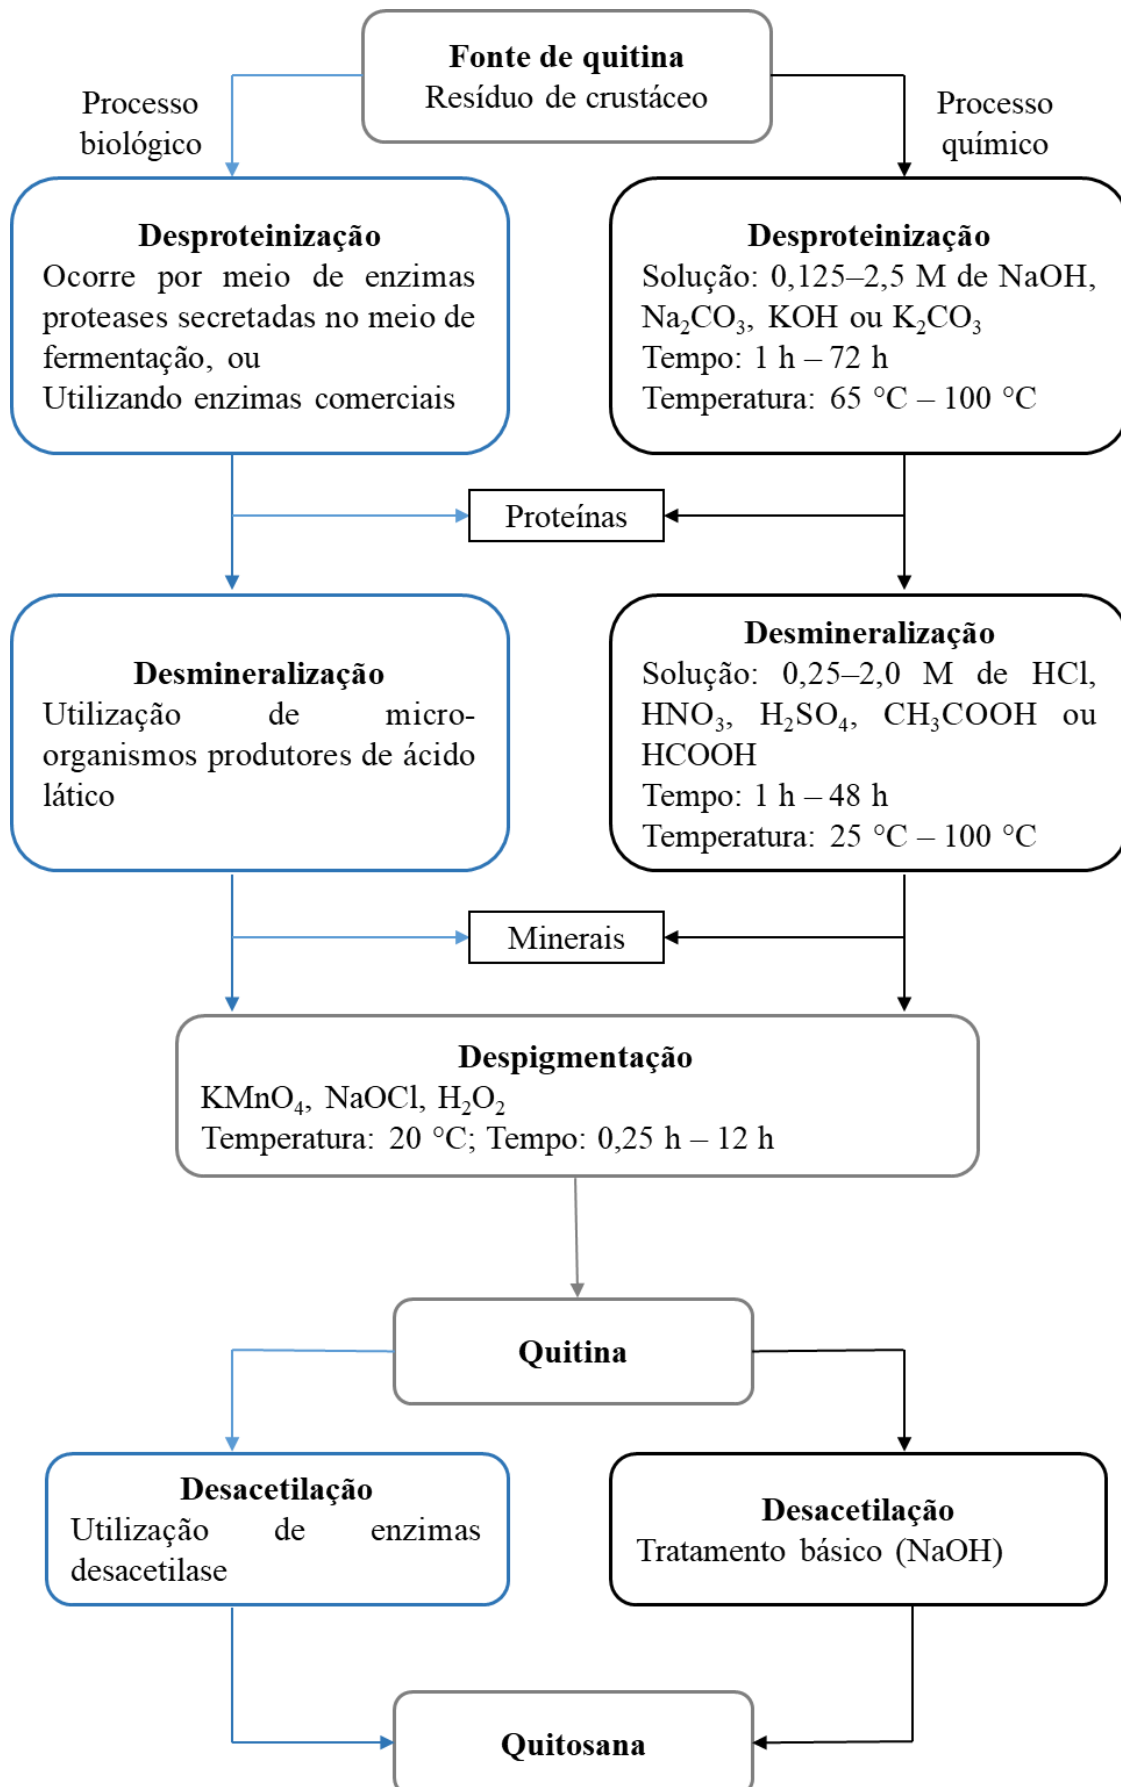 Fonte de quitina
Resíduo de crustáceo
Processo
biológico
Processo
químico
Desproteinização
Ocorre por meio de enzimas
proteases secretadas no meio de
fermentação, ou
Utilizando enzimas comerciais
Desproteinização
Solução: 0,125–2,5 M de NaOH,
Na₂CO₃, KOH ou K₂CO₃
Tempo: 1 h – 72 h
Temperatura: 65 °C – 100 °C
Proteínas
Desmineralização
Utilização de micro-
organismos produtores de ácido
lático
Desmineralização
Solução: 0,25–2,0 M de HCl,
HNO₃, H₂SO₄, CH₃COOH ou
HCOOH
Tempo: 1 h – 48 h
Temperatura: 25 °C – 100 °C
Minerais
Despigmentação
KMnO₄, NaOCl, H₂O₂
Temperatura: 20 °C; Tempo: 0,25 h – 12 h
Quitina
Desacetilação
Utilização de enzimas
desacetilase
Desacetilação
Tratamento básico (NaOH)
Quitosana